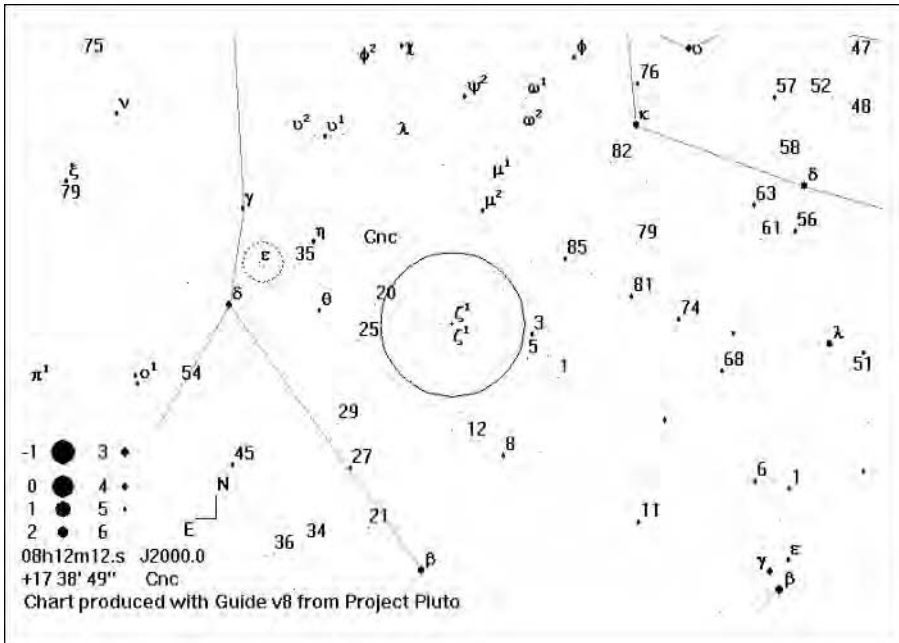 75 φ² χ φ σ 47
76 57 52
ν ψ² ω¹ 48
υ² υ¹ λ ω² κ
82 58
ξ μ¹ δ
79
γ μ² 63
η Cnc 79 61 56
ε 35 85
δ θ 20 81
ζ¹ 74
25 ζ¹ 3 λ
5 1 68 51
π¹ ο¹ 54
29
12 8
-1 3 45 27
0 4 N 6 1
1 5 21 11
2 6 E 36 34
β ε
γ β
08h12m12.s J2000.0
+17 38' 49" Cnc
Chart produced with Guide v8 from Project Pluto